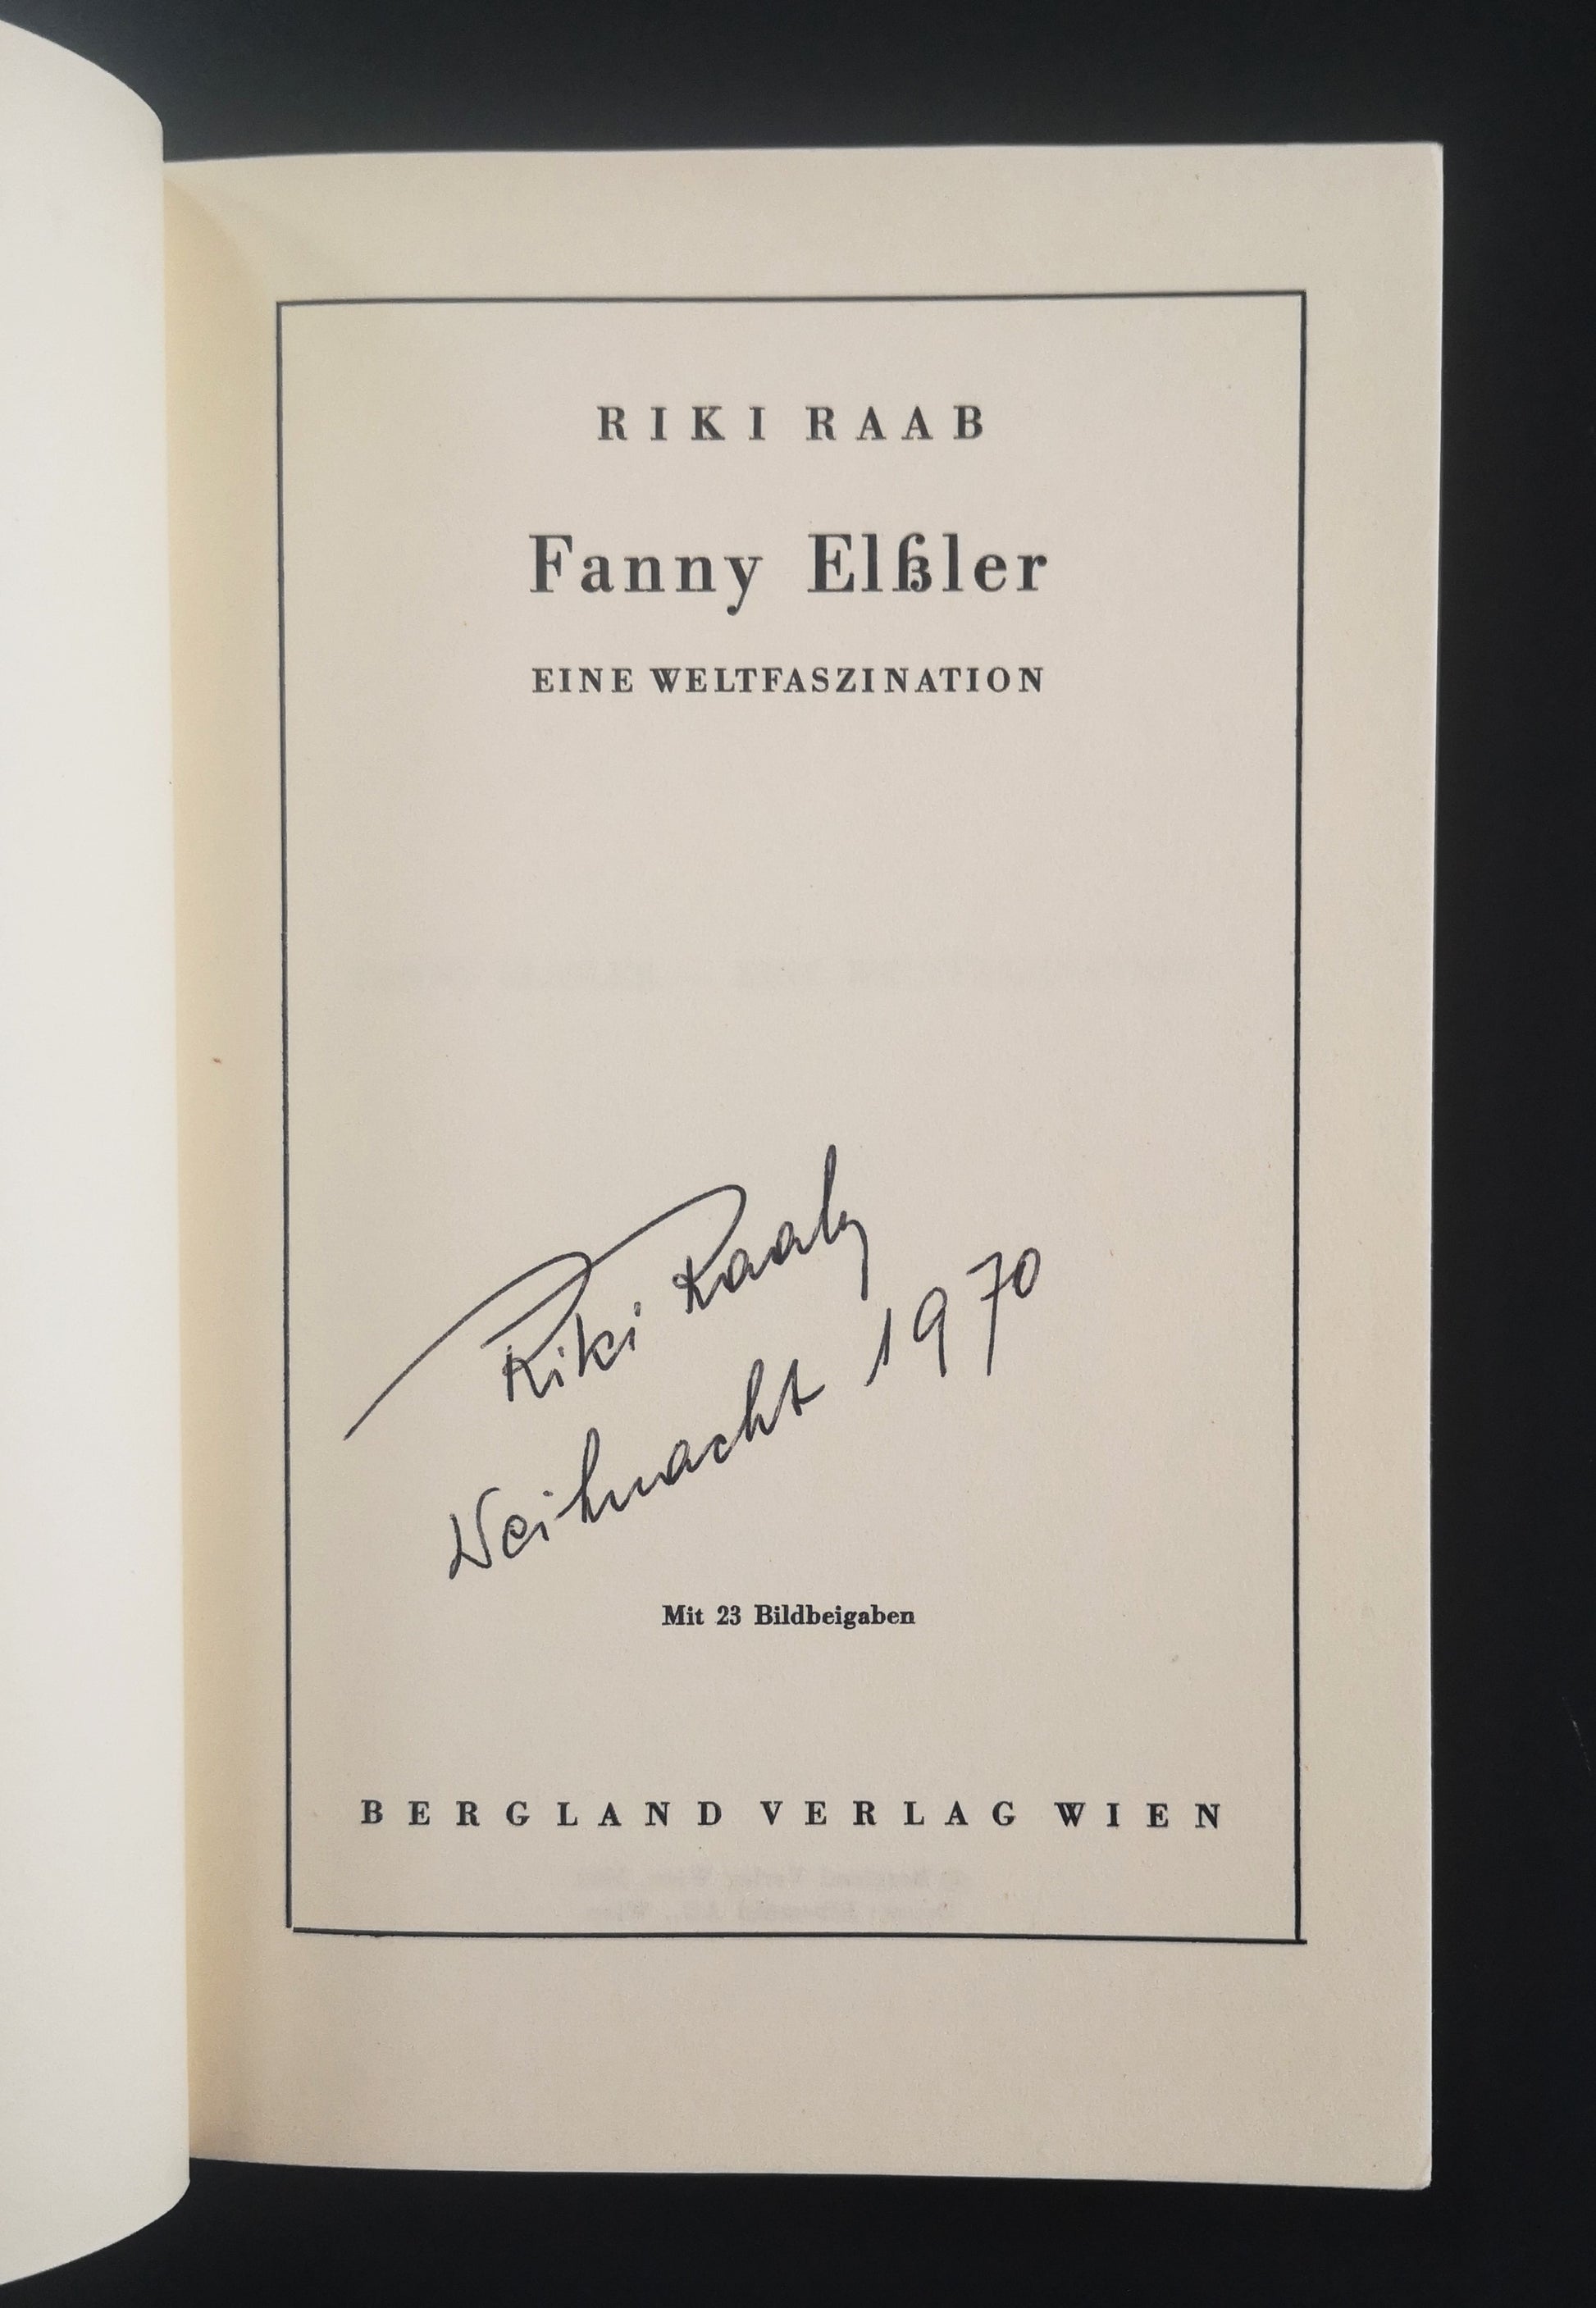 RIKI RAAB
Fanny Elßler
EINE WELTFASZINATION
Riki Raab
Weihnacht 1970
Mit 23 Bildbeigaben
BERGLAND VERLAG WIEN